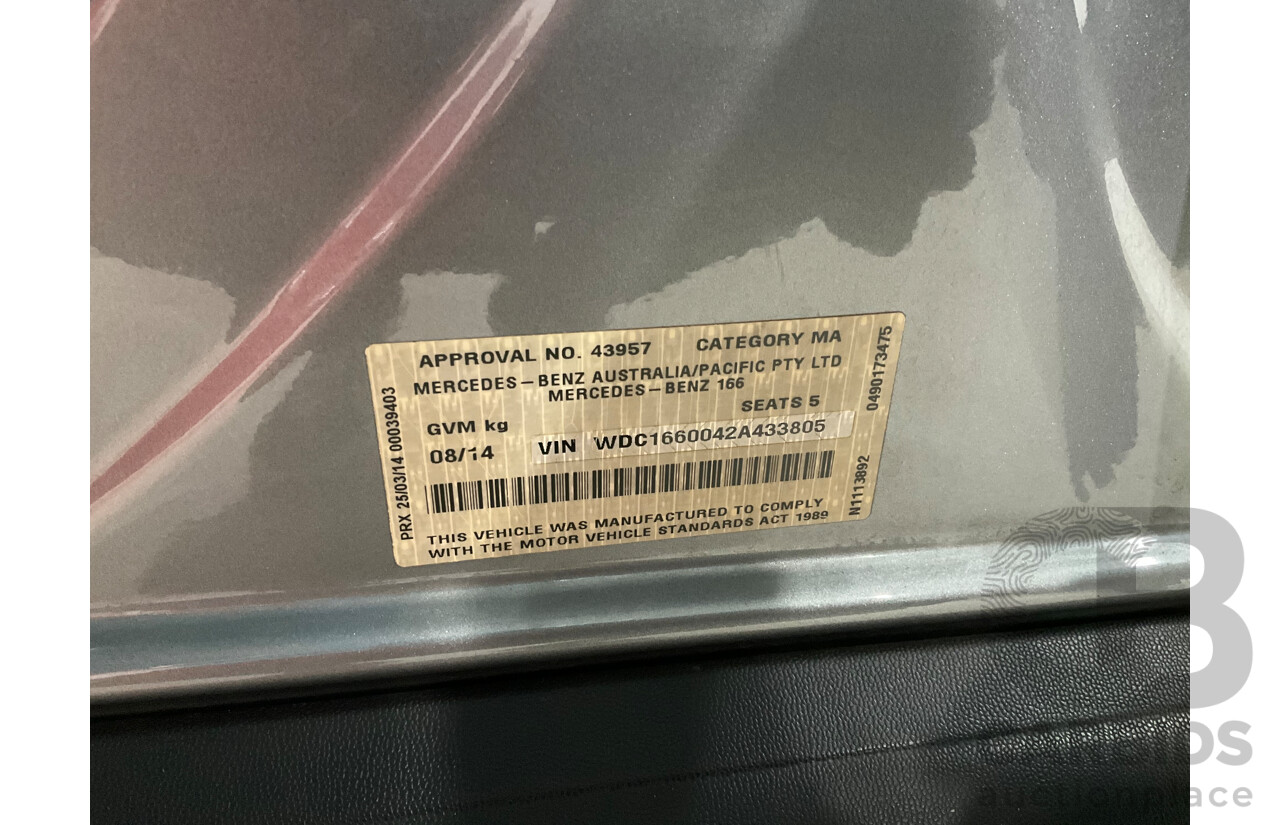 APPROVAL NO. 43957 CATEGORY MA
MERCEDES-BENZ AUSTRALIA/PACIFIC PTY LTD
MERCEDES-BENZ 166
SEATS 5
GVM kg
08/14 VIN WDC1660042A433805
THIS VEHICLE WAS MANUFACTURED TO COMPLY
WITH THE MOTOR VEHICLE STANDARDS ACT 1989
PRX 25/03/14 00039403
0490173475
N1113892
auctionplace